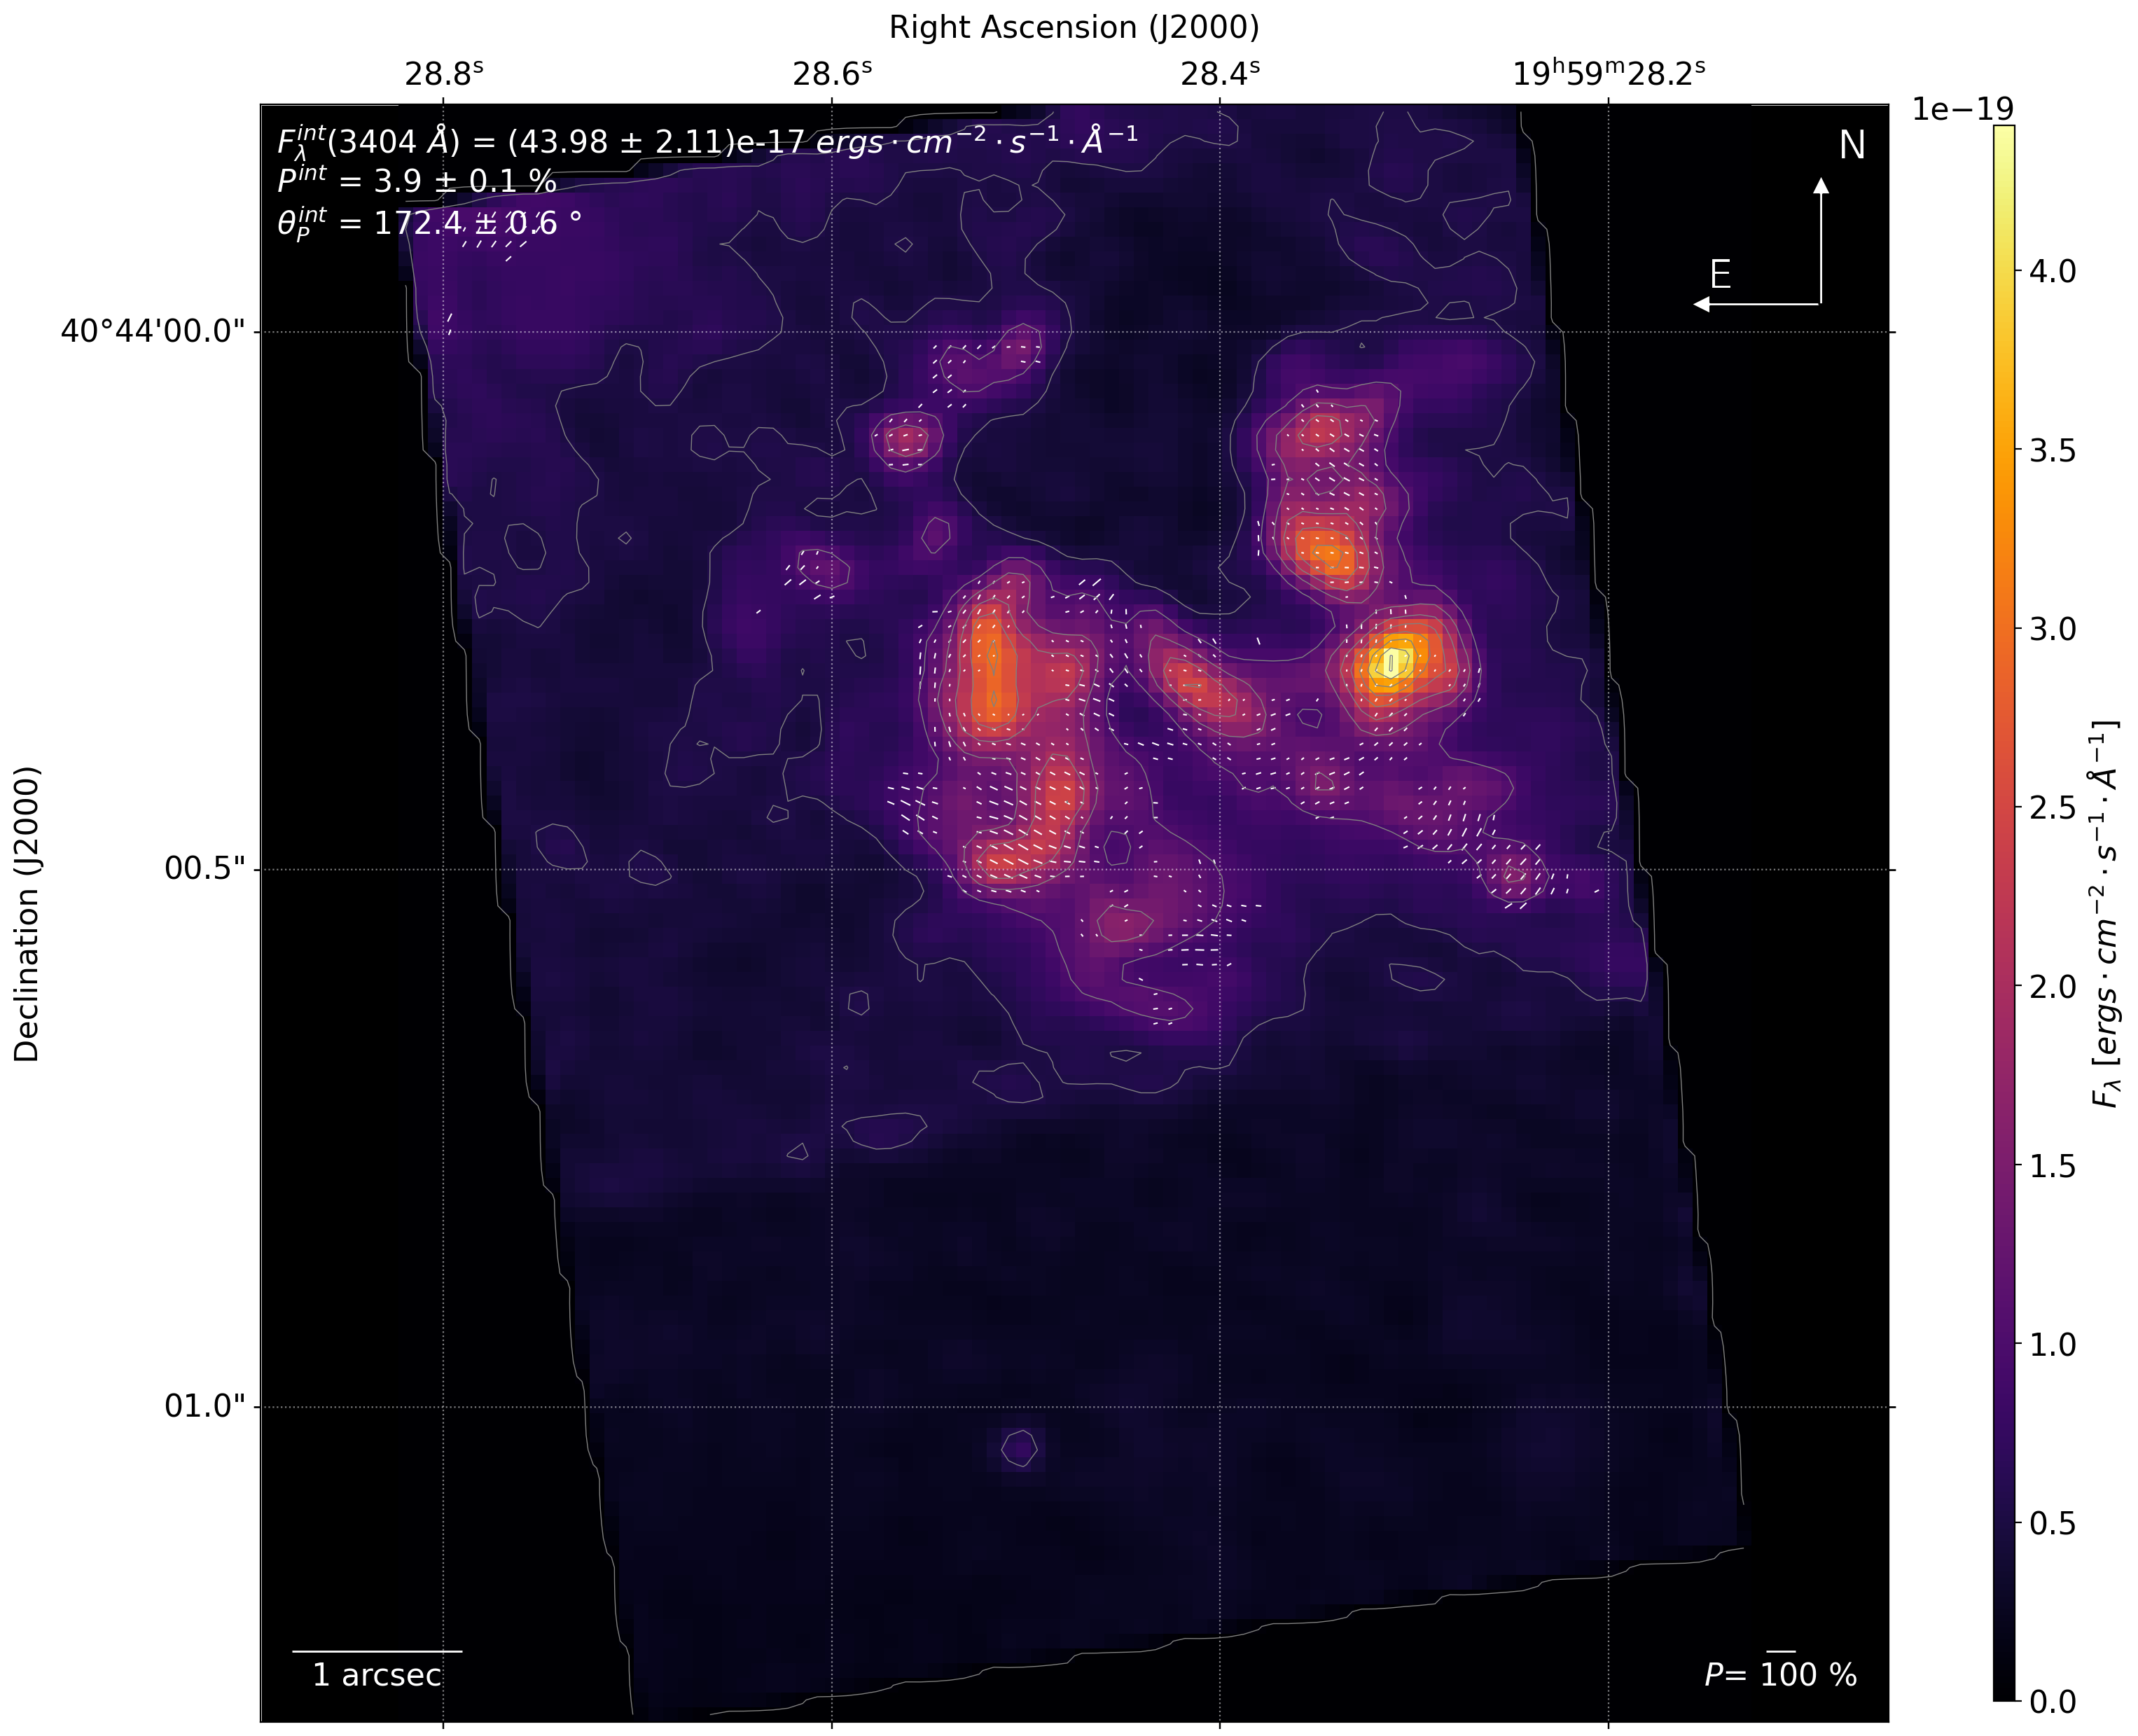 Right Ascension (J2000)
28.8ˢ 28.6ˢ 28.4ˢ 19ʰ59ᵐ28.2ˢ
1e−19
F_λ^{int}(3404 Å) = (43.98 ± 2.11)e-17 ergs · cm⁻² · s⁻¹ · Å⁻¹
P^{int} = 3.9 ± 0.1 %
θ_P^{int} = 172.4 ± 0.6 °
N
E
40°44'00.0"
00.5"
01.0"
Declination (J2000)
1 arcsec
P= 100 %
4.0
3.5
3.0
2.5
2.0
1.5
1.0
0.5
0.0
F_λ [ergs · cm⁻² · s⁻¹ · Å⁻¹]